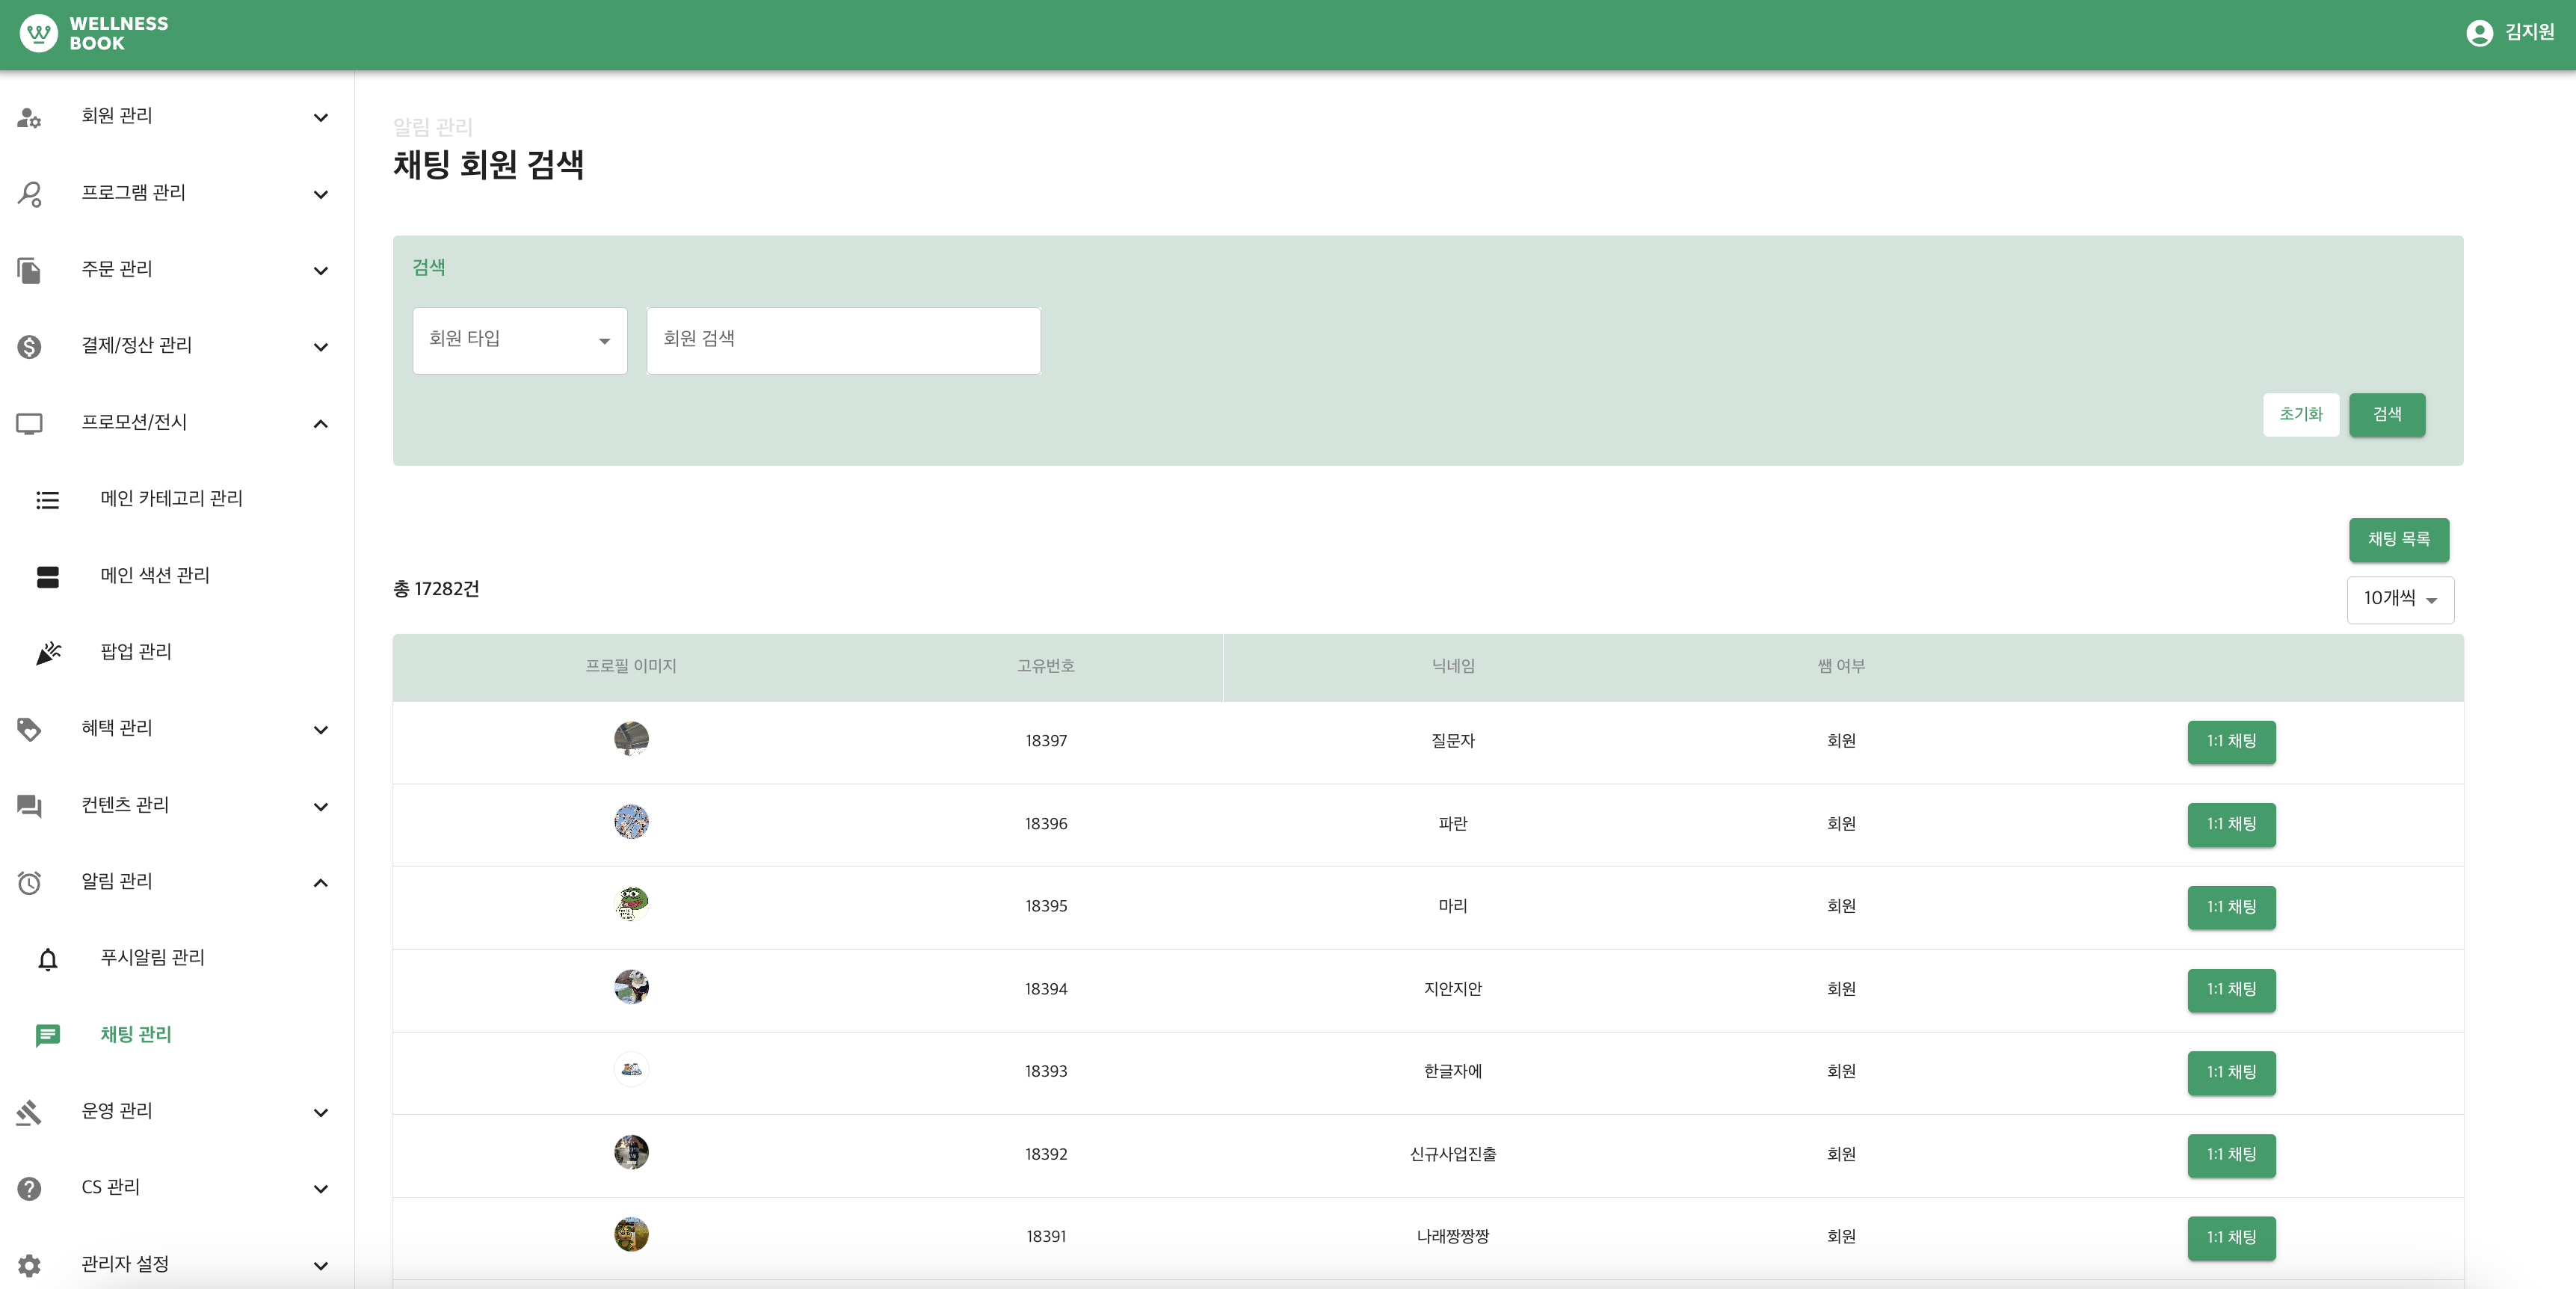 WELLNESS
BOOK
김지원
회원 관리
프로그램 관리
주문 관리
결제/정산 관리
프로모션/전시
메인 카테고리 관리
메인 색션 관리
팝업 관리
혜택 관리
컨텐츠 관리
알림 관리
푸시알림 관리
채팅 관리
운영 관리
CS 관리
관리자 설정
알림 관리
채팅 회원 검색
검색
회원 타입
회원 검색
초기화
검색
채팅 목록
총 17282건
10개씩
프로필 이미지 고유번호 닉네임 쌤 여부
18397 질문자 회원 1:1 채팅
18396 파란 회원 1:1 채팅
18395 마리 회원 1:1 채팅
18394 지안지안 회원 1:1 채팅
18393 한글자에 회원 1:1 채팅
18392 신규사업진출 회원 1:1 채팅
18391 나래짱짱짱 회원 1:1 채팅